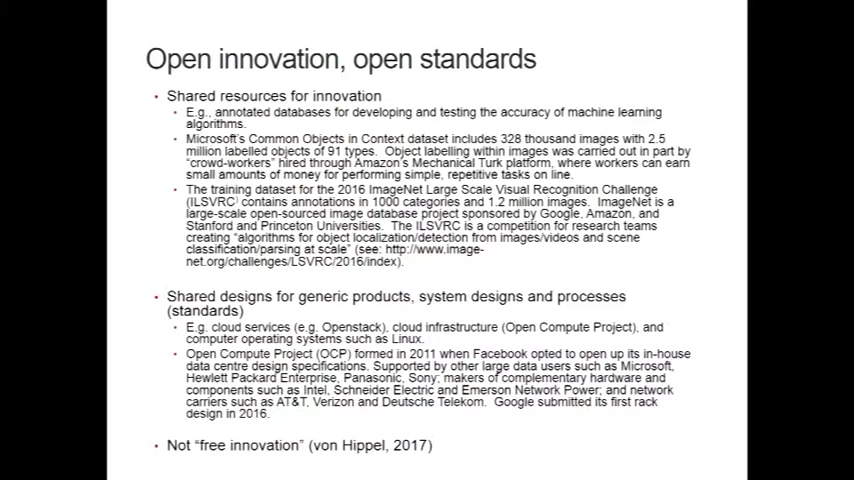 Open innovation, open standards
• Shared resources for innovation
• E.g., annotated databases for developing and testing the accuracy of machine learning
algorithms.
• Microsoft's Common Objects in Context dataset includes 328 thousand images with 2.5
million labelled objects of 91 types. Object labelling within images was carried out in part by
"crowd-workers" hired through Amazon's Mechanical Turk platform, where workers can earn
small amounts of money for performing simple, repetitive tasks on line.
• The training dataset for the 2016 ImageNet Large Scale Visual Recognition Challenge
(ILSVRC) contains annotations in 1000 categories and 1.2 million images. ImageNet is a
large-scale open-sourced image database project sponsored by Google, Amazon, and
Stanford and Princeton Universities. The ILSVRC is a competition for research teams
creating "algorithms for object localization/detection from images/videos and scene
classification/parsing at scale" (see: http://www.image-
net.org/challenges/LSVRC/2016/index).
• Shared designs for generic products, system designs and processes
(standards)
• E.g. cloud services (e.g. Openstack), cloud infrastructure (Open Compute Project), and
computer operating systems such as Linux.
• Open Compute Project (OCP) formed in 2011 when Facebook opted to open up its in-house
data centre design specifications. Supported by other large data users such as Microsoft,
Hewlett Packard Enterprise, Panasonic, Sony; makers of complementary hardware and
components such as Intel, Schneider Electric and Emerson Network Power; and network
carriers such as AT&T, Verizon and Deutsche Telekom. Google submitted its first rack
design in 2016.
• Not "free innovation" (von Hippel, 2017)